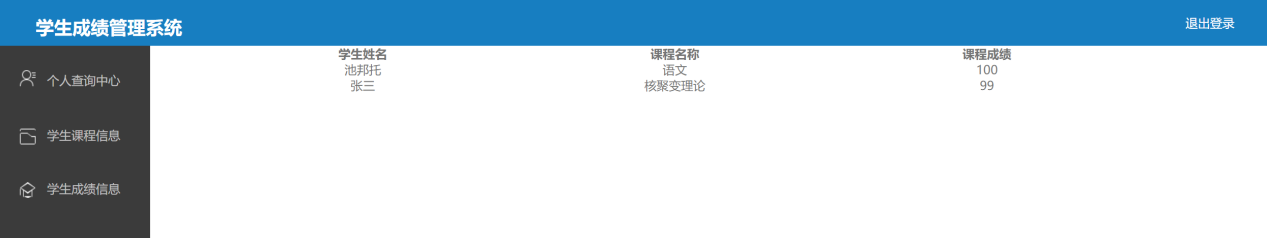 学生成绩管理系统
退出登录
个人查询中心
学生课程信息
学生成绩信息
学生姓名 课程名称 课程成绩
池邦托 语文 100
张三 核聚变理论 99